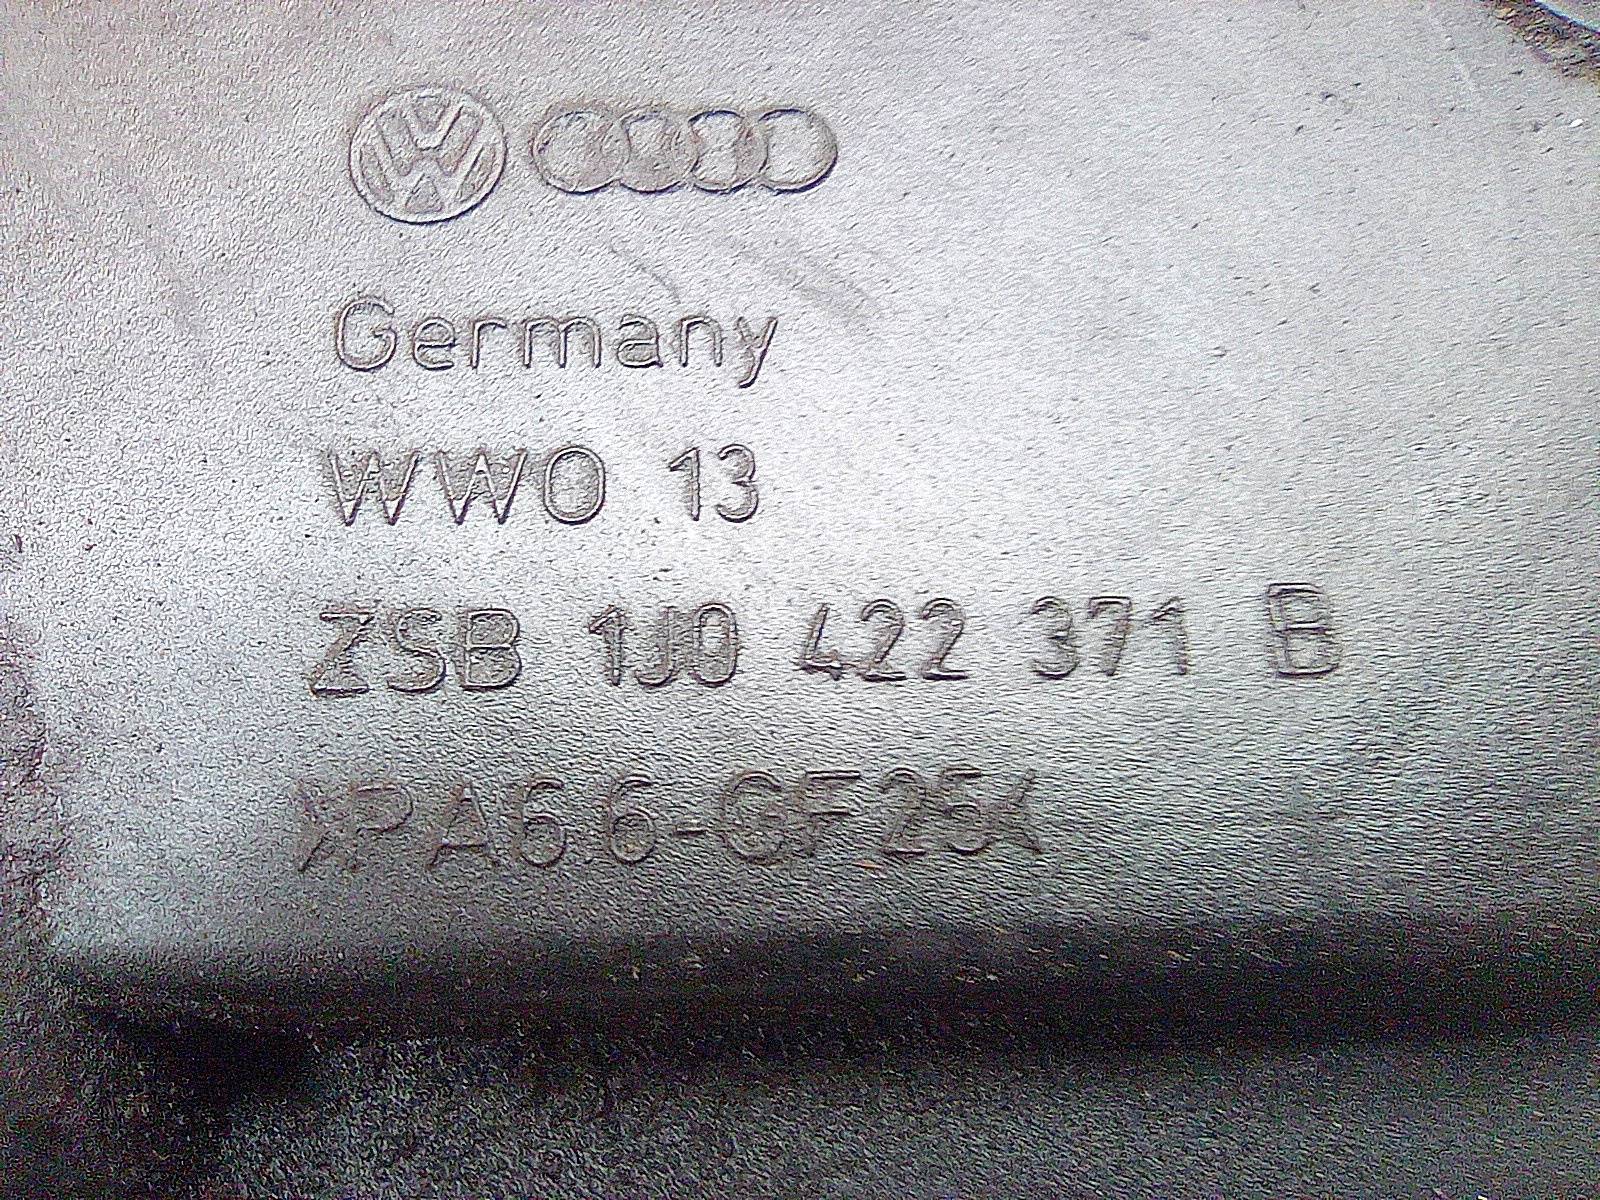 Germany
WWO 13
ZSB 1J0 422 371 B
>PA6.6-GF25<